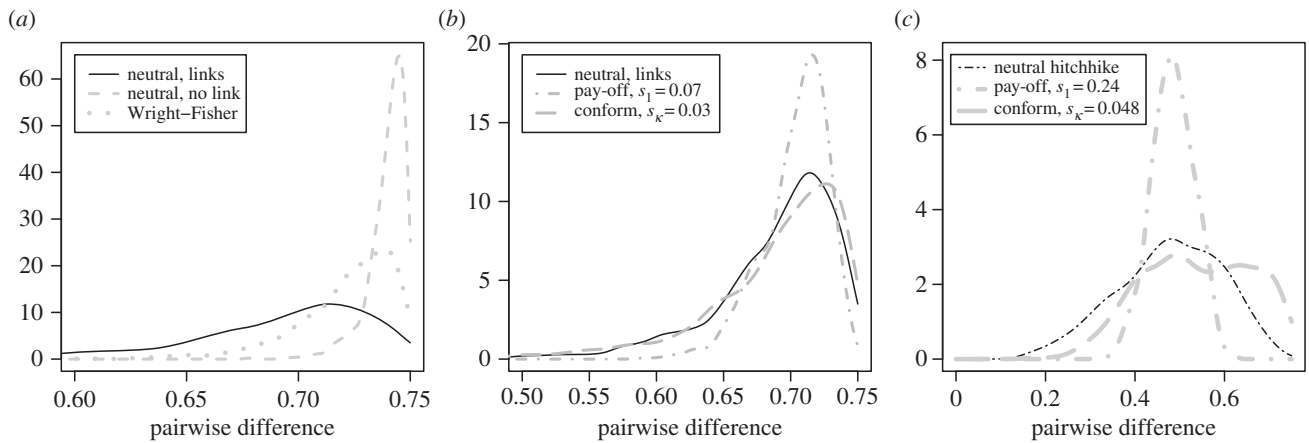 (a)
neutral, links
neutral, no link
Wright–Fisher
60
50
40
30
20
10
0
0.60 0.65 0.70 0.75
pairwise difference
(b)
neutral, links
pay-off, s1 = 0.07
conform, sκ = 0.03
20
15
10
5
0
0.50 0.55 0.60 0.65 0.70 0.75
pairwise difference
(c)
neutral hitchhike
pay-off, s1 = 0.24
conform, sκ = 0.048
8
6
4
2
0
0 0.2 0.4 0.6
pairwise difference